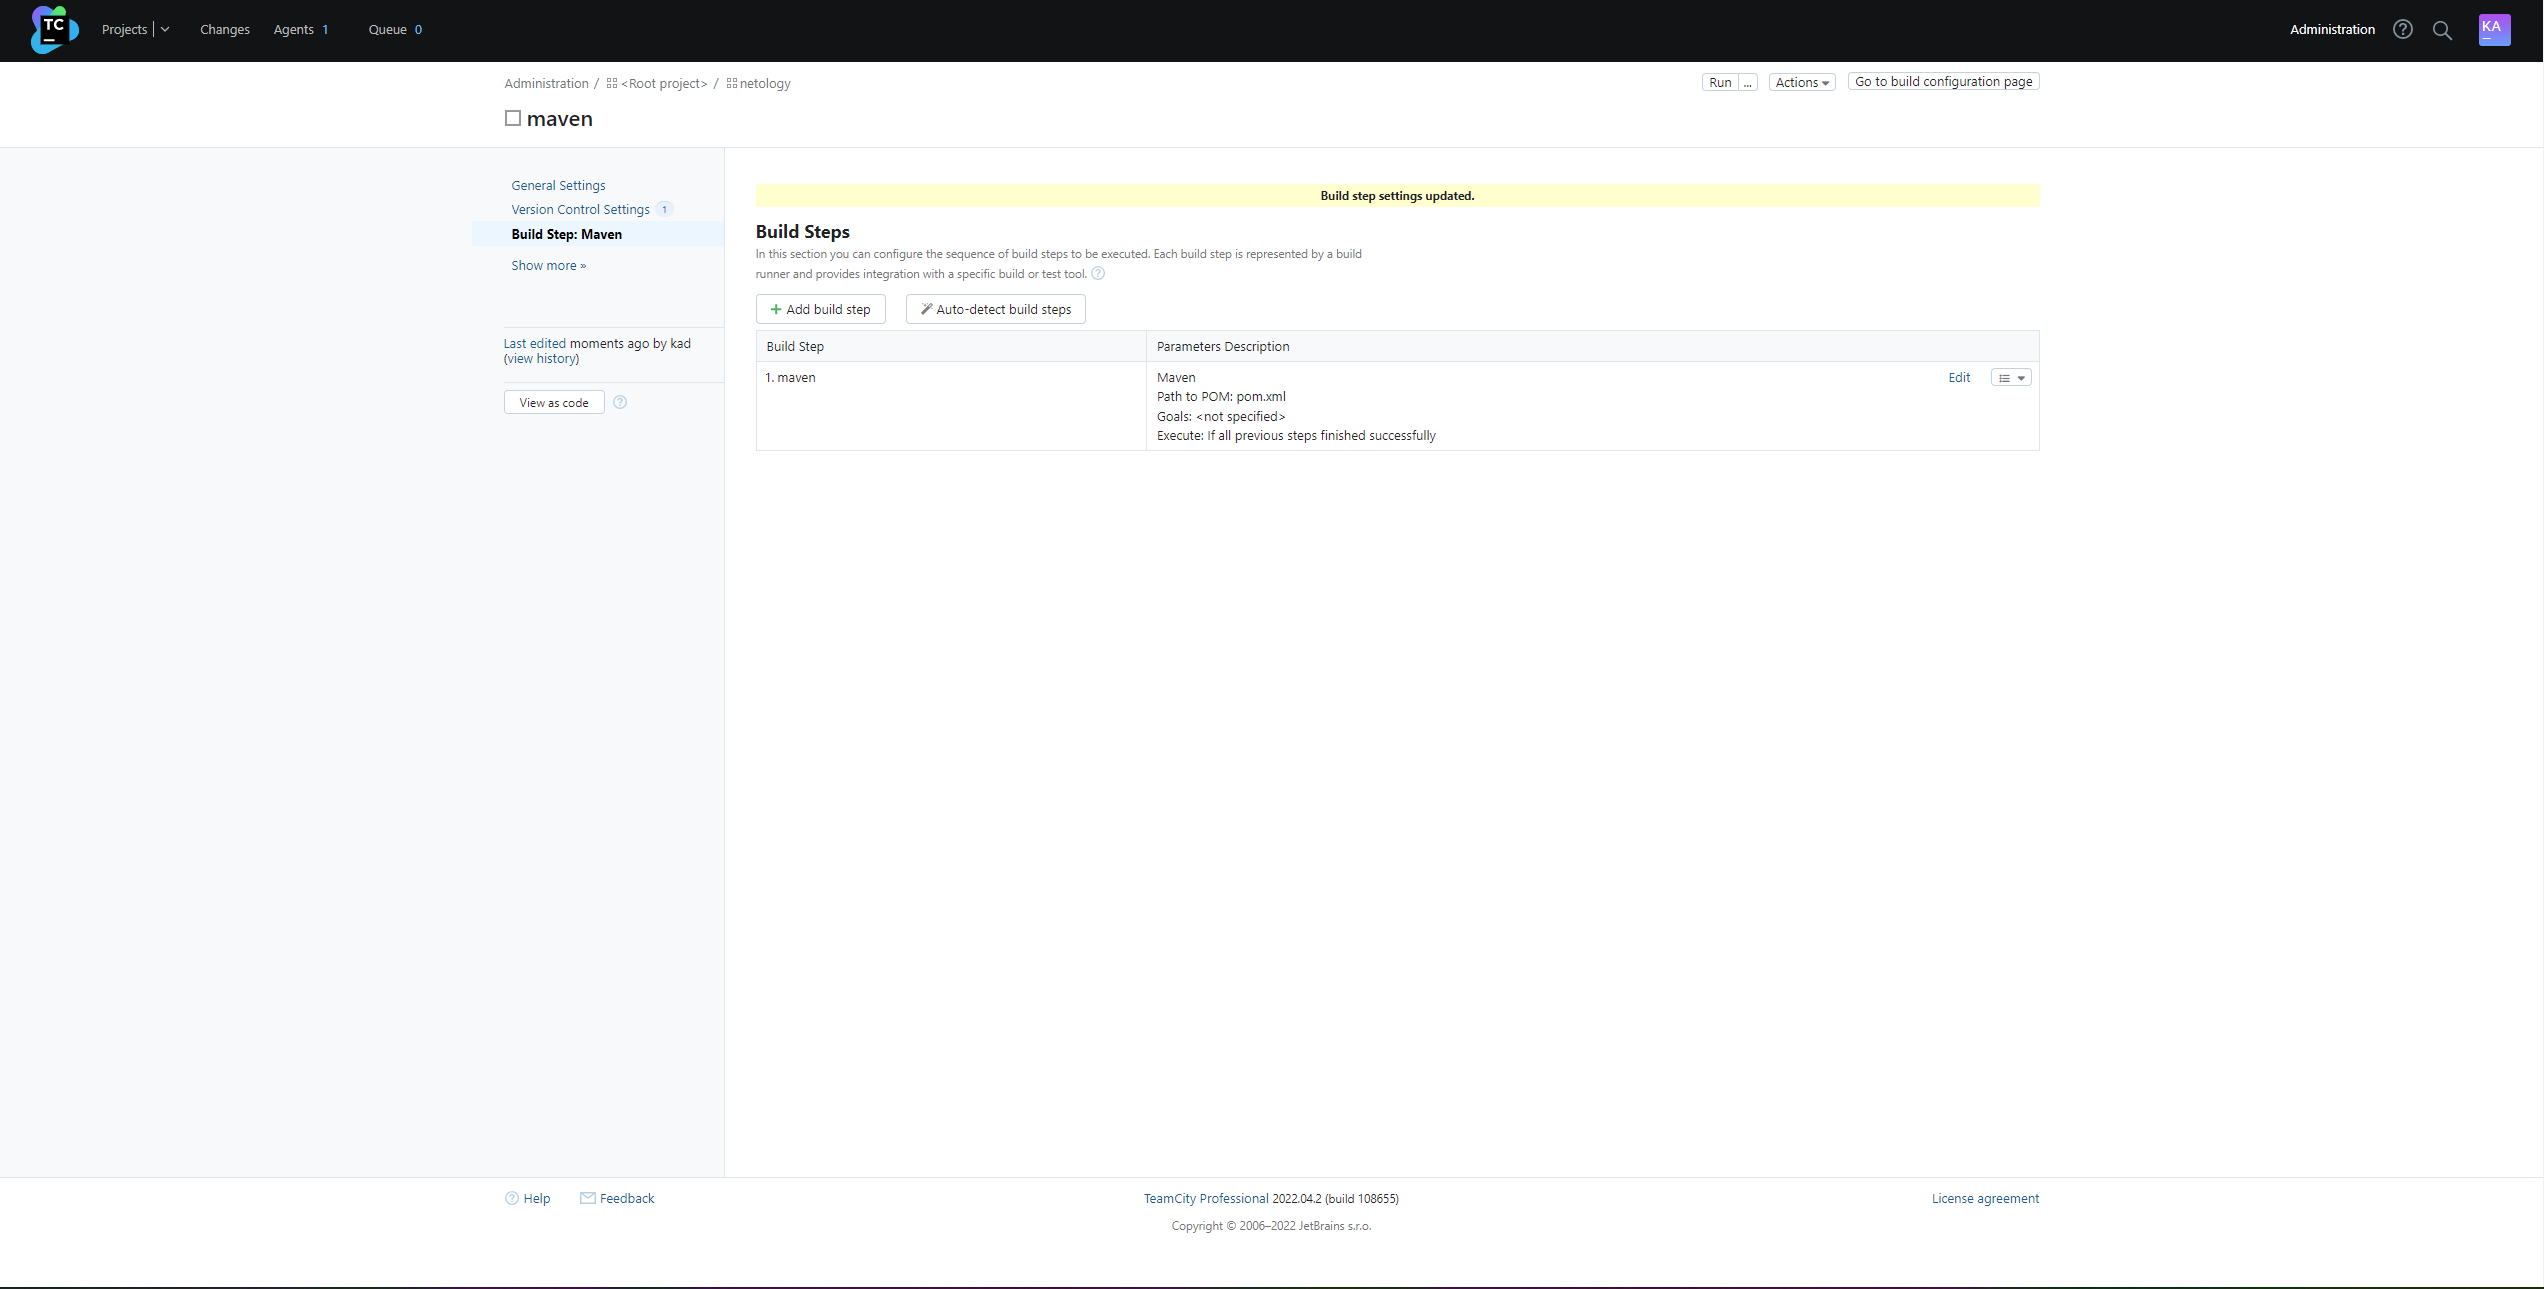 TC
Projects
Changes
Agents 1
Queue 0
Administration
KA
Administration / <Root project> / netology
Run ...
Actions
Go to build configuration page
maven
General Settings
Version Control Settings 1
Build Step: Maven
Show more »
Last edited moments ago by kad
(view history)
View as code
Build step settings updated.
Build Steps
In this section you can configure the sequence of build steps to be executed. Each build step is represented by a build
runner and provides integration with a specific build or test tool.
Add build step
Auto-detect build steps
Build Step
Parameters Description
1. maven
Maven
Edit
Path to POM: pom.xml
Goals: <not specified>
Execute: If all previous steps finished successfully
Help
Feedback
TeamCity Professional 2022.04.2 (build 108655)
License agreement
Copyright © 2006–2022 JetBrains s.r.o.